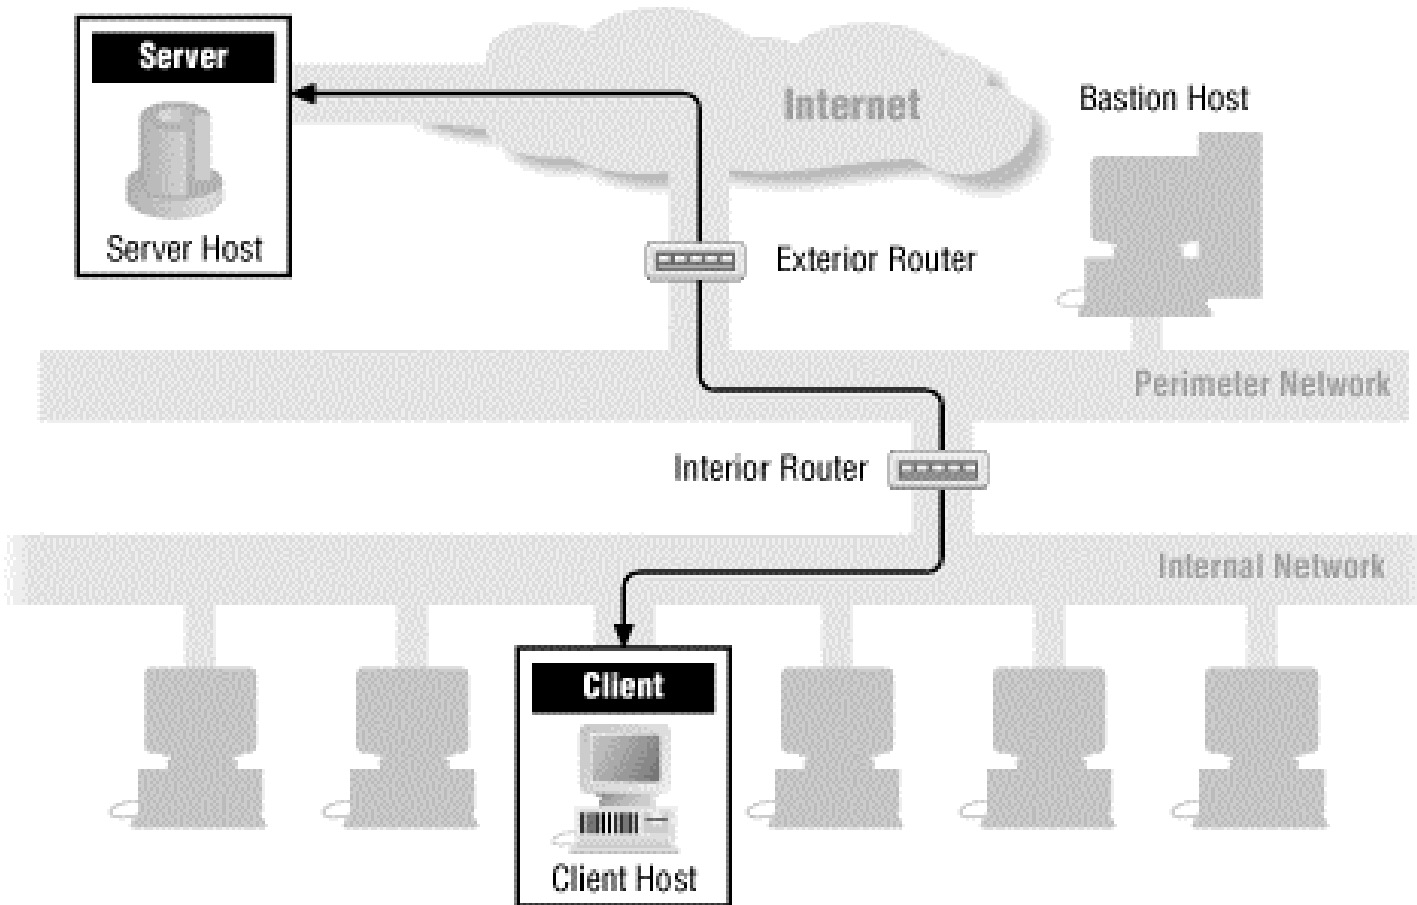 Server
Server Host
Internet
Bastion Host
Exterior Router
Perimeter Network
Interior Router
Internal Network
Client
Client Host